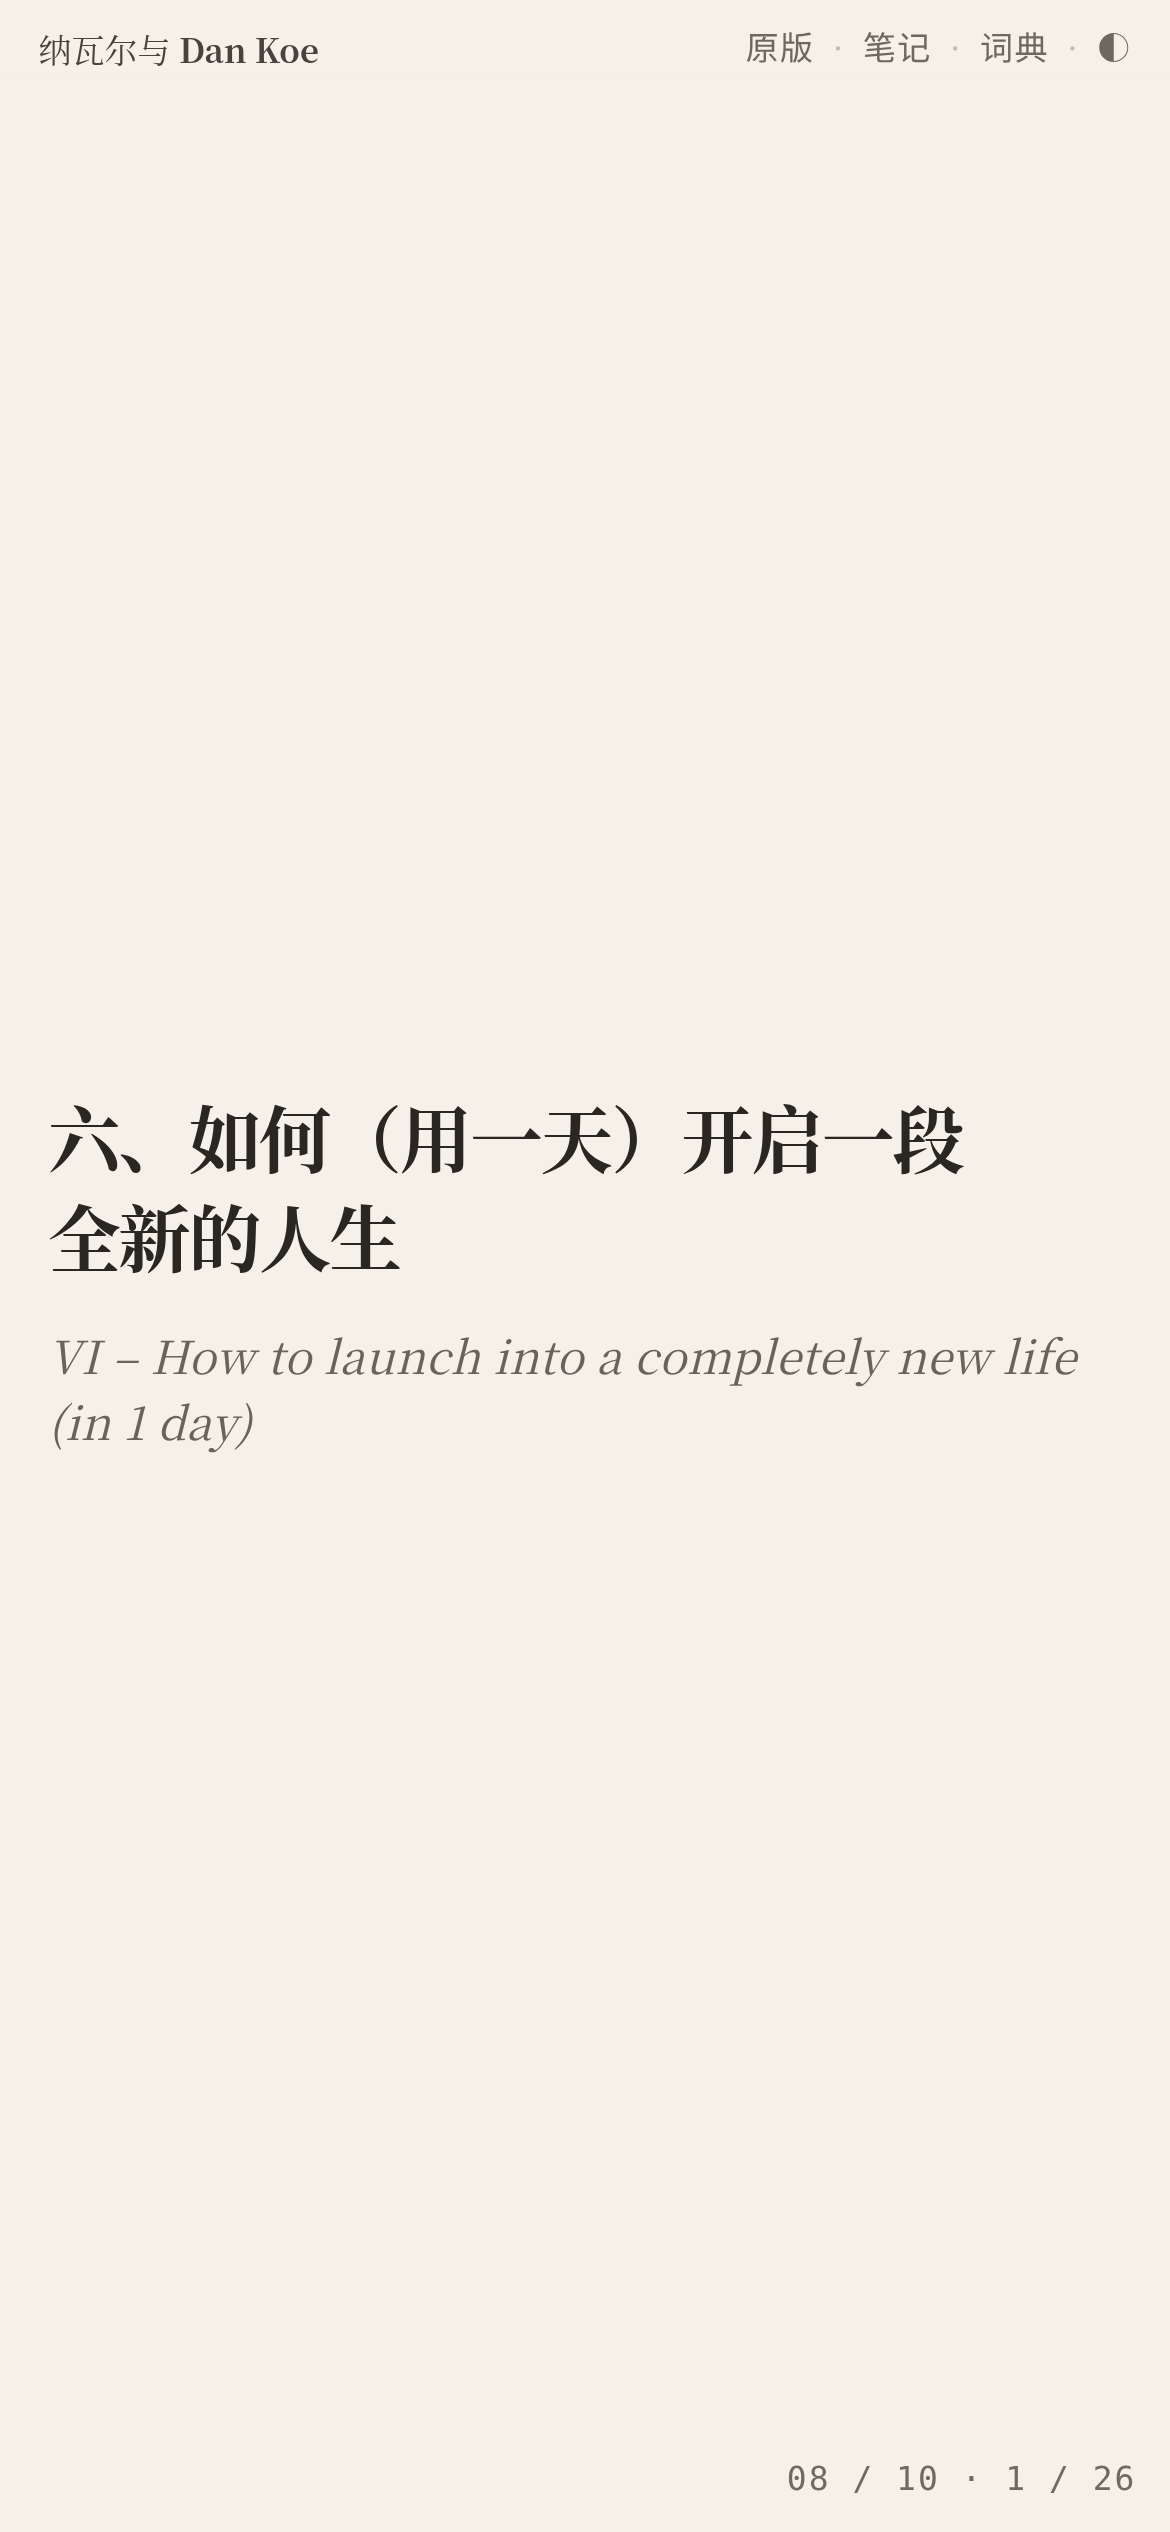 纳瓦尔与 Dan Koe
原版 · 笔记 · 词典 ·
六、如何（用一天）开启一段
全新的人生
VI – How to launch into a completely new life
(in 1 day)
08 / 10 · 1 / 26